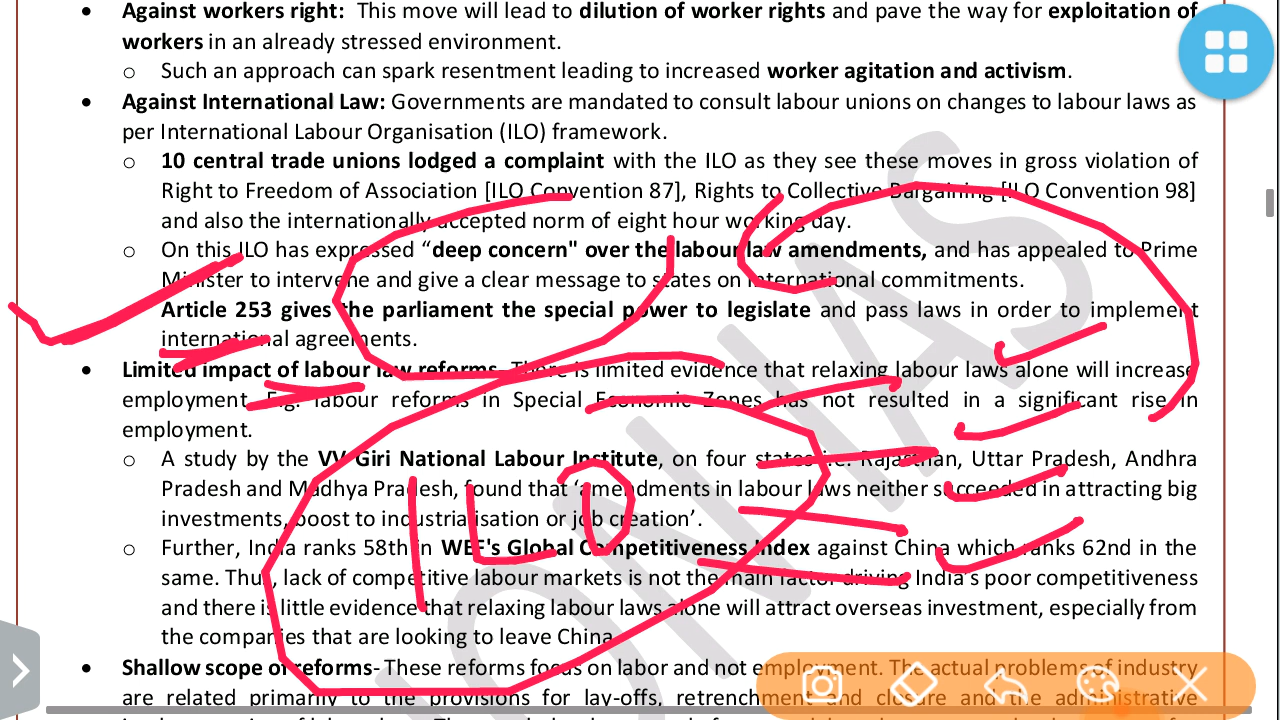 • Against workers right: This move will lead to dilution of worker rights and pave the way for exploitation of
workers in an already stressed environment.
o Such an approach can spark resentment leading to increased worker agitation and activism.
• Against International Law: Governments are mandated to consult labour unions on changes to labour laws as
per International Labour Organisation (ILO) framework.
o 10 central trade unions lodged a complaint with the ILO as they see these moves in gross violation of
Right to Freedom of Association [ILO Convention 87], Rights to Collective Bargaining [ILO Convention 98]
and also the internationally accepted norm of eight hour working day.
o On this ILO has expressed “deep concern" over the labour law amendments, and has appealed to Prime
Minister to intervene and give a clear message to states on international commitments.
Article 253 gives the parliament the special power to legislate and pass laws in order to implement
international agreements.
• Limited impact of labour law reforms- There is limited evidence that relaxing labour laws alone will increase
employment. E.g. labour reforms in Special Economic Zones has not resulted in a significant rise in
employment.
o A study by the VV Giri National Labour Institute, on four states i.e. Rajasthan, Uttar Pradesh, Andhra
Pradesh and Madhya Pradesh, found that ‘amendments in labour laws neither succeeded in attracting big
investments, boost to industrialisation or job creation’.
o Further, India ranks 58th in WEF's Global Competitiveness Index against China which ranks 62nd in the
same. Thus, lack of competitive labour markets is not the main factor driving India’s poor competitiveness
and there is little evidence that relaxing labour laws alone will attract overseas investment, especially from
the companies that are looking to leave China
• Shallow scope of reforms- These reforms focus on labor and not employment. The actual problems of industry
are related primarily to the provisions for lay-offs, retrenchment and closure and the administrative
ILO